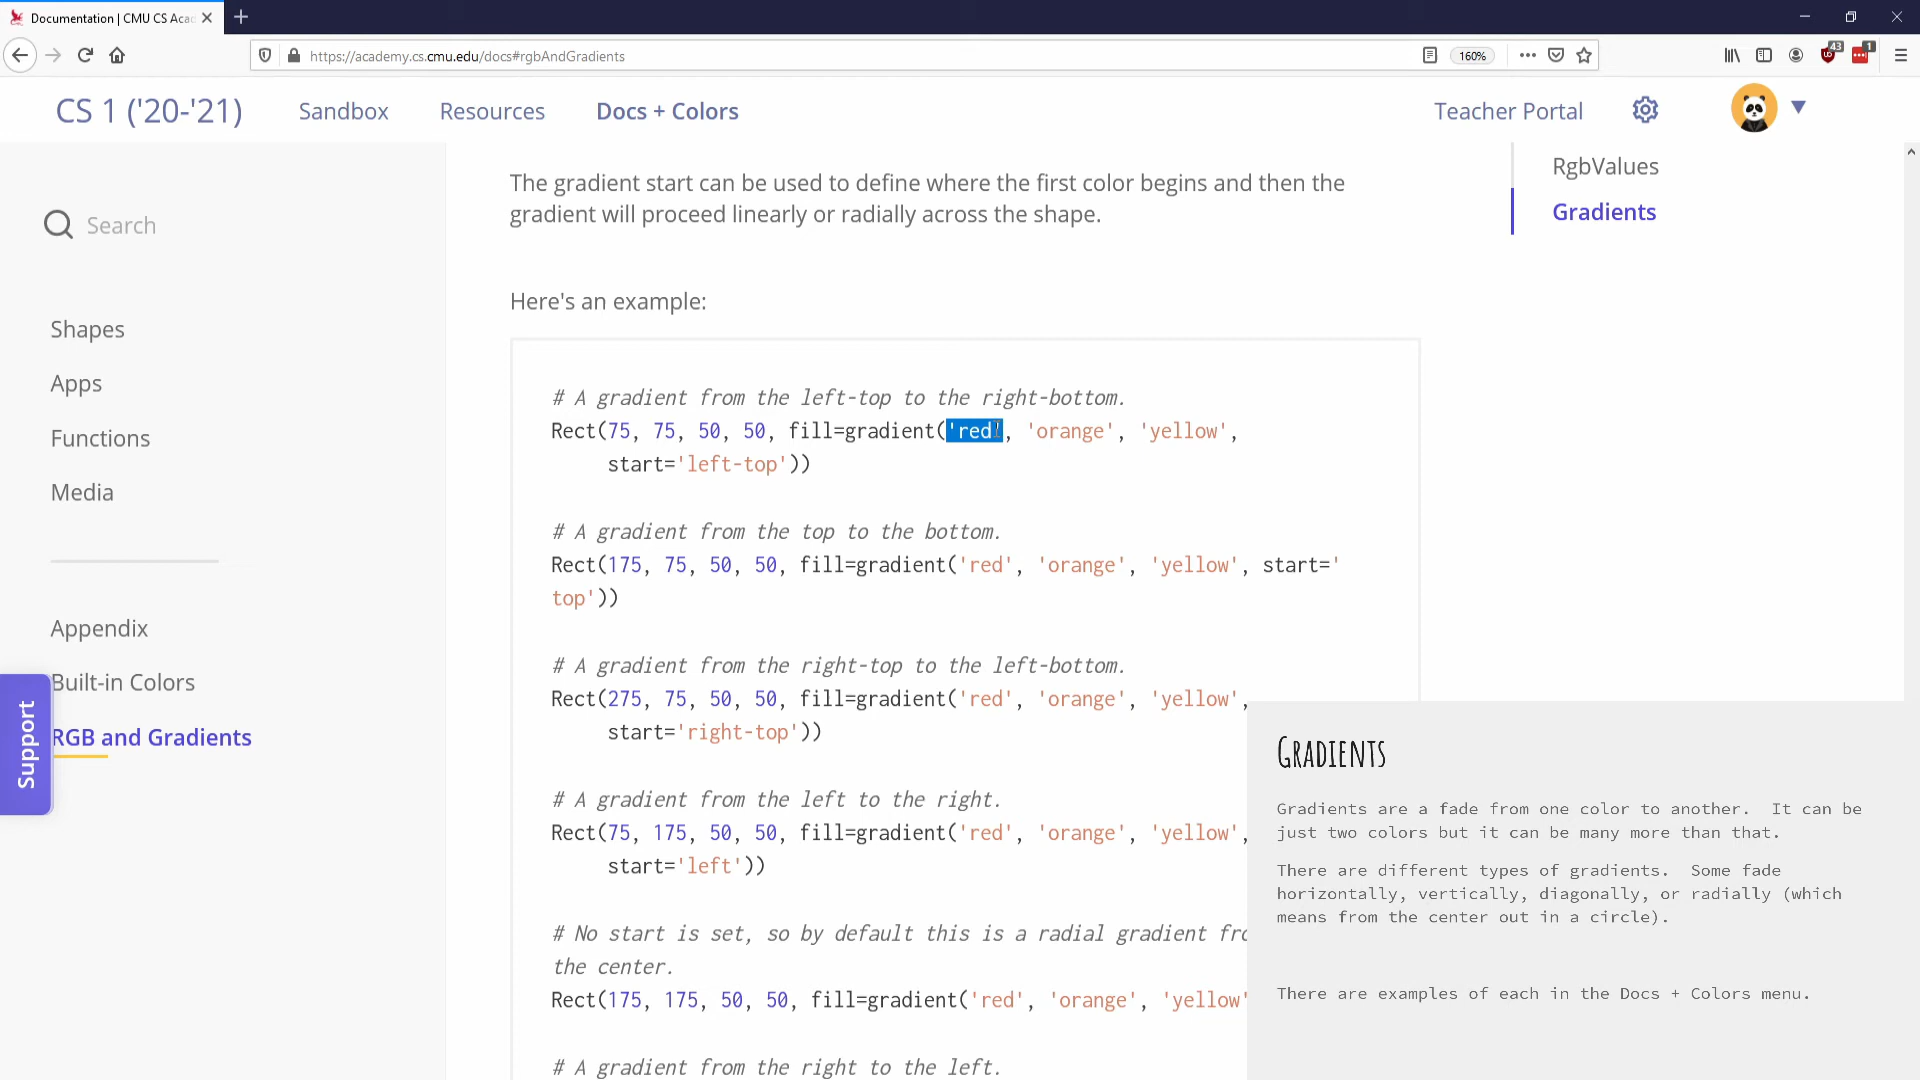 Documentation | CMU CS Aca
https://academy.cs.cmu.edu/docs#rgbAndGradients
160%
43
1
CS 1 ('20-'21)
Sandbox
Resources
Docs + Colors
Teacher Portal
Search
Shapes
Apps
Functions
Media
Appendix
Built-in Colors
RGB and Gradients
Support
The gradient start can be used to define where the first color begins and then the
gradient will proceed linearly or radially across the shape.
Here's an example:
# A gradient from the left-top to the right-bottom.
Rect(75, 75, 50, 50, fill=gradient('red', 'orange', 'yellow',
start='left-top'))
# A gradient from the top to the bottom.
Rect(175, 75, 50, 50, fill=gradient('red', 'orange', 'yellow', start='
top'))
# A gradient from the right-top to the left-bottom.
Rect(275, 75, 50, 50, fill=gradient('red', 'orange', 'yellow',
start='right-top'))
# A gradient from the left to the right.
Rect(75, 175, 50, 50, fill=gradient('red', 'orange', 'yellow',
start='left'))
# No start is set, so by default this is a radial gradient fro
the center.
Rect(175, 175, 50, 50, fill=gradient('red', 'orange', 'yellow'
# A gradient from the right to the left.
RgbValues
Gradients
GRADIENTS
Gradients are a fade from one color to another. It can be
just two colors but it can be many more than that.
There are different types of gradients. Some fade
horizontally, vertically, diagonally, or radially (which
means from the center out in a circle).
There are examples of each in the Docs + Colors menu.